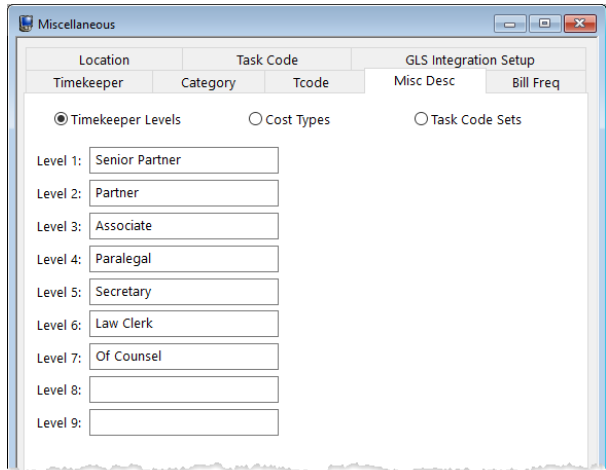 Miscellaneous
Location Task Code GLS Integration Setup
Timekeeper Category Tcode Misc Desc Bill Freq
Timekeeper Levels Cost Types Task Code Sets
Level 1: Senior Partner
Level 2: Partner
Level 3: Associate
Level 4: Paralegal
Level 5: Secretary
Level 6: Law Clerk
Level 7: Of Counsel
Level 8:
Level 9: